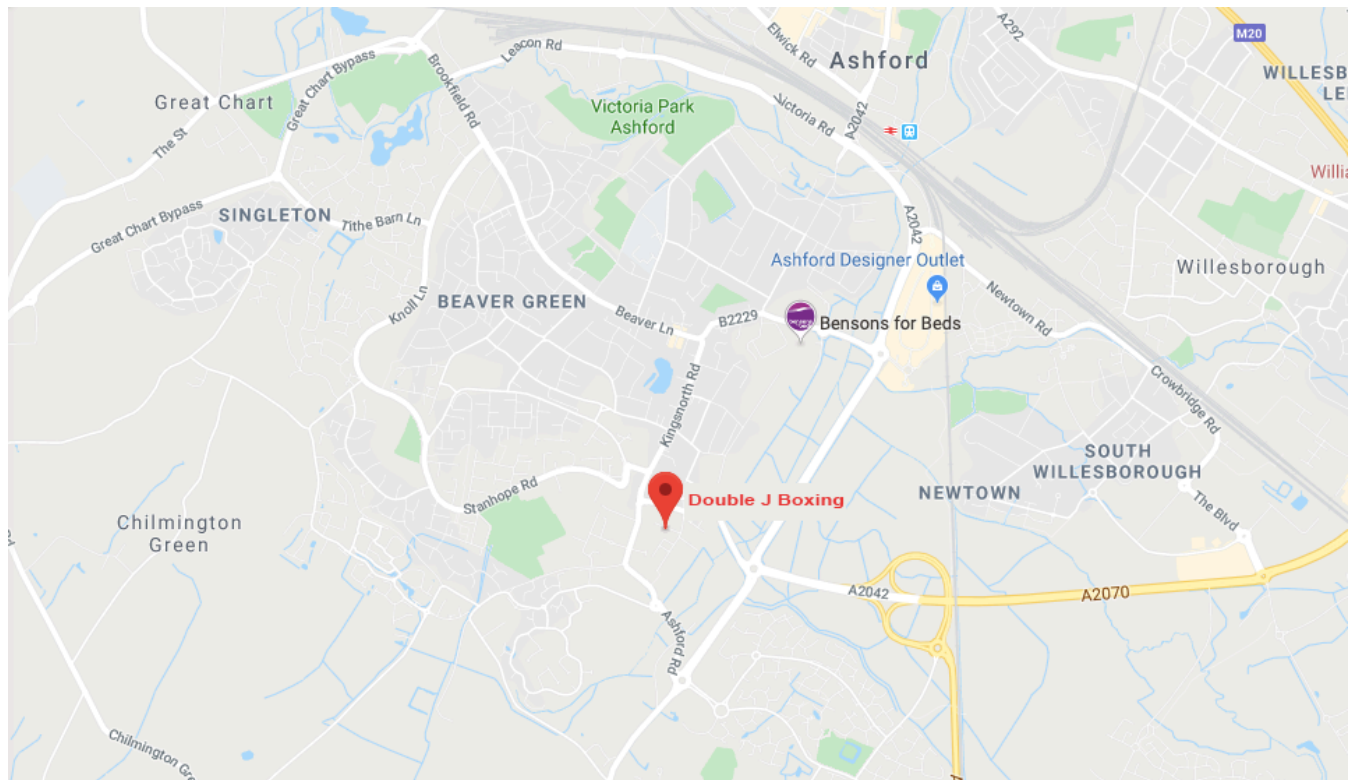 M20
Elwick Rd
A292
Ashford
Leacon Rd
Great Chart Bypass
Brookfield Rd
WILLESB
LE
Great Chart
Victoria Park
Ashford
Victoria Rd
A2042
The St
Willia
SINGLETON
Tithe Barn Ln
Great Chart Bypass
A2042
Ashford Designer Outlet
Willesborough
Knoll Ln
BEAVER GREEN
Beaver Ln
B2229
Bensons for Beds
Newtown Rd
Kingsnorth Rd
Crowbridge Rd
SOUTH
WILLESBOROUGH
Stanhope Rd
Double J Boxing
NEWTOWN
The Blvd
Chilmington
Green
A2042
A2070
Ashford Rd
Chilmington Gre